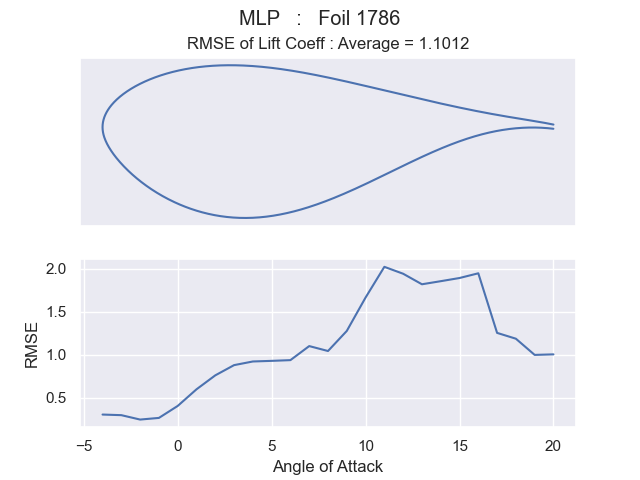 MLP   :   Foil 1786
RMSE of Lift Coeff : Average = 1.1012
2.0
1.5
1.0
0.5
RMSE
−5 0 5 10 15 20
Angle of Attack